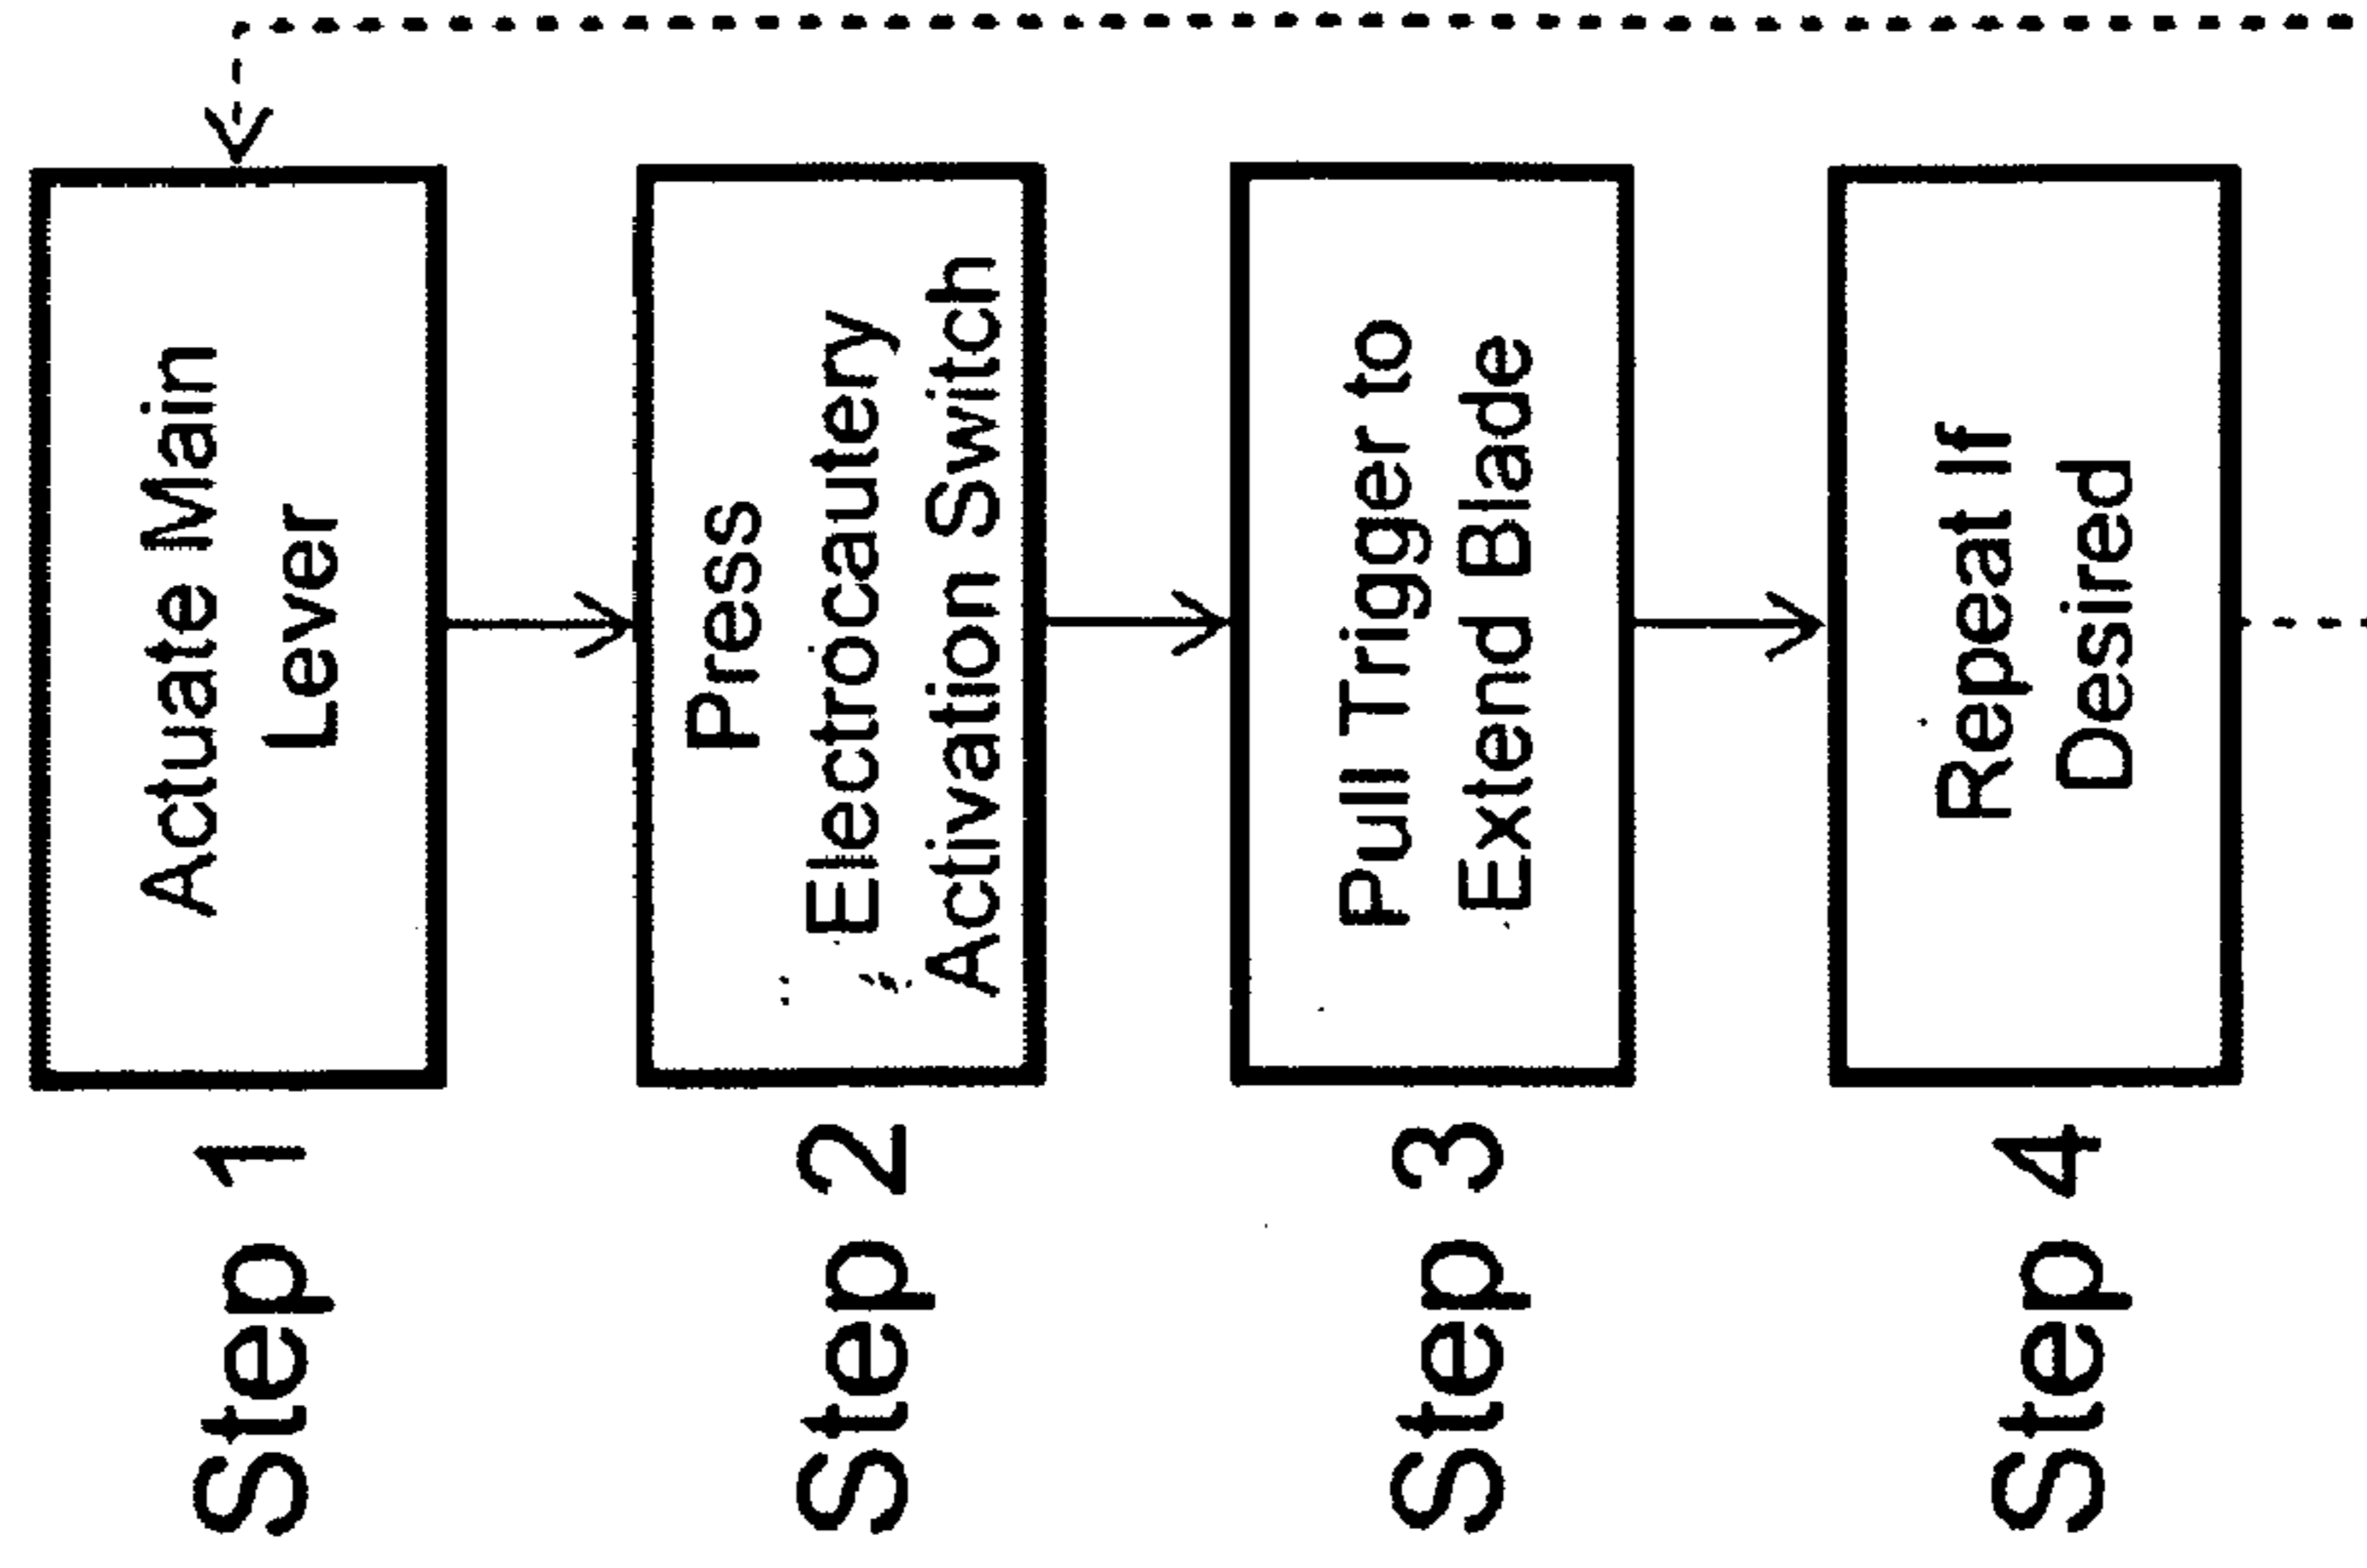 Step 1
Actuate Main
Lever
Step 2
Press
Electrocautery
Activation Switch
Step 3
Pull Trigger to
Extend Blade
Step 4
Repeat If
Desired